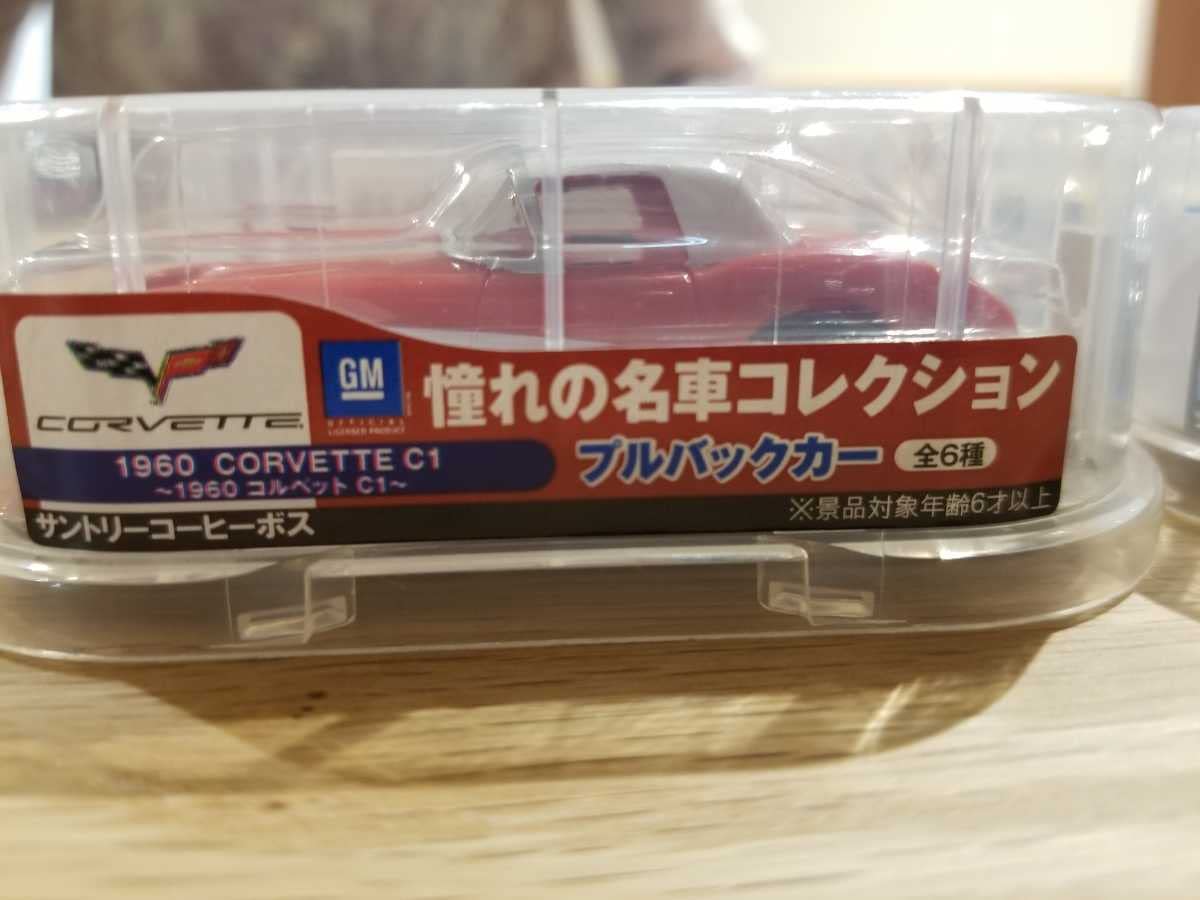 CORVETTE
GM
OFFICIAL
LICENSED PRODUCT
憧れの名車コレクション
1960 CORVETTE C1
～1960 コルベット C1～
プルバックカー 全6種
サントリーコーヒーボス
※景品対象年齢6才以上